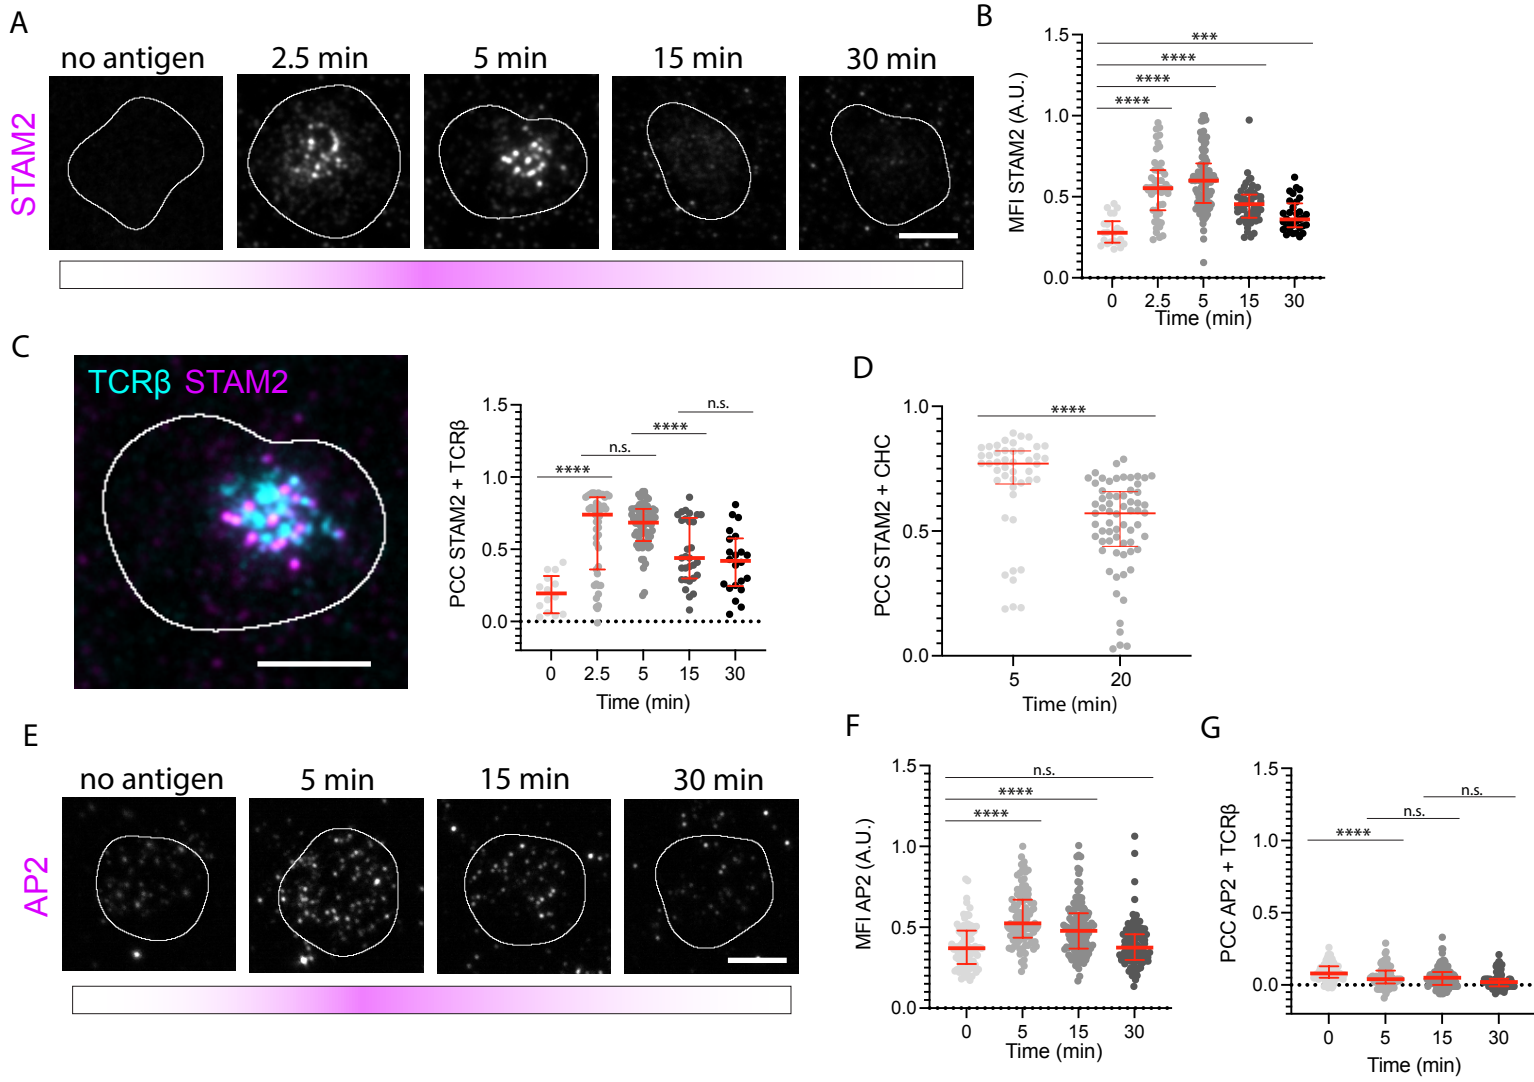 A
no antigen 2.5 min 5 min 15 min 30 min
STAM2
B
MFI STAM2 (A.U.)
1.5
1.0
0.5
0.0
***
****
****
****
0 2.5 5 15 30
Time (min)
C
TCRβ STAM2
PCC STAM2 + TCRβ
1.5
1.0
0.5
0.0
****
n.s.
****
n.s.
0 2.5 5 15 30
Time (min)
D
PCC STAM2 + CHC
1.0
0.5
0.0
****
5 20
Time (min)
E
no antigen 5 min 15 min 30 min
AP2
F
MFI AP2 (A.U.)
1.5
1.0
0.5
0.0
n.s.
****
****
0 5 15 30
Time (min)
G
PCC AP2 + TCRβ
1.5
1.0
0.5
0.0
****
n.s.
n.s.
0 5 15 30
Time (min)